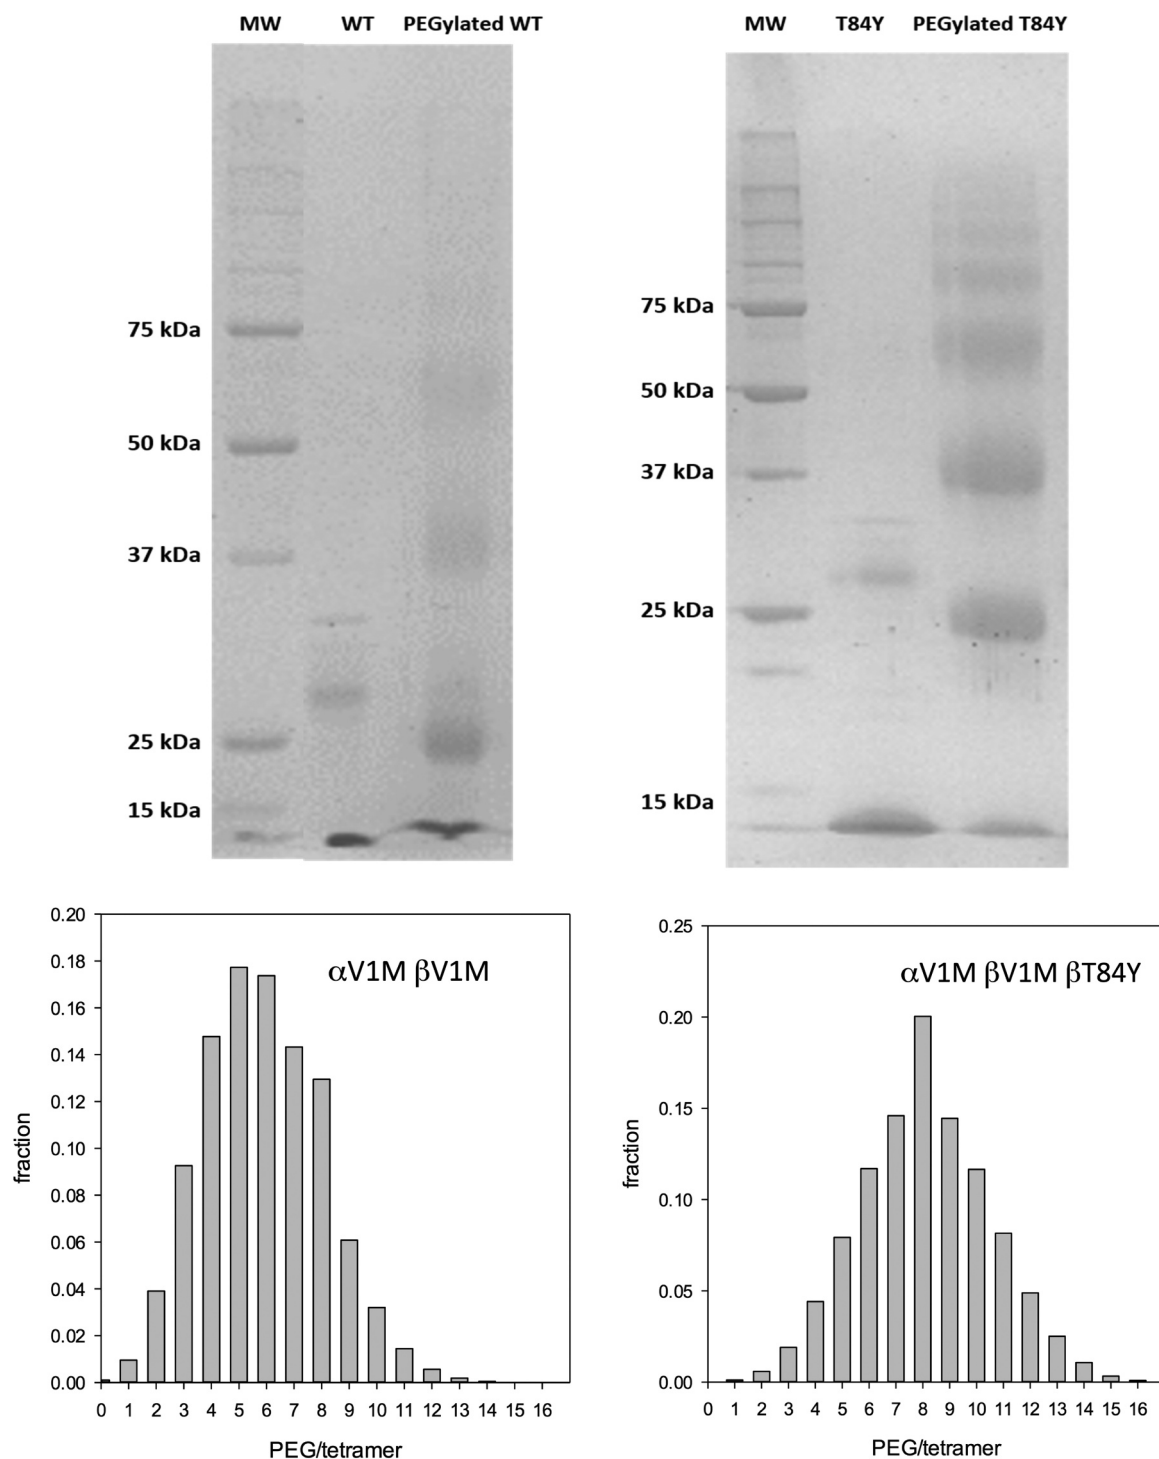 MW WT PEGylated WT
75 kDa
50 kDa
37 kDa
25 kDa
15 kDa
MW T84Y PEGylated T84Y
75 kDa
50 kDa
37 kDa
25 kDa
15 kDa
αV1M βV1M
0.20
0.18
0.16
0.14
0.12
0.10
0.08
0.06
0.04
0.02
0.00
fraction
0 1 2 3 4 5 6 7 8 9 10 11 12 13 14 15 16
PEG/tetramer
αV1M βV1M βT84Y
0.25
0.20
0.15
0.10
0.05
0.00
fraction
0 1 2 3 4 5 6 7 8 9 10 11 12 13 14 15 16
PEG/tetramer